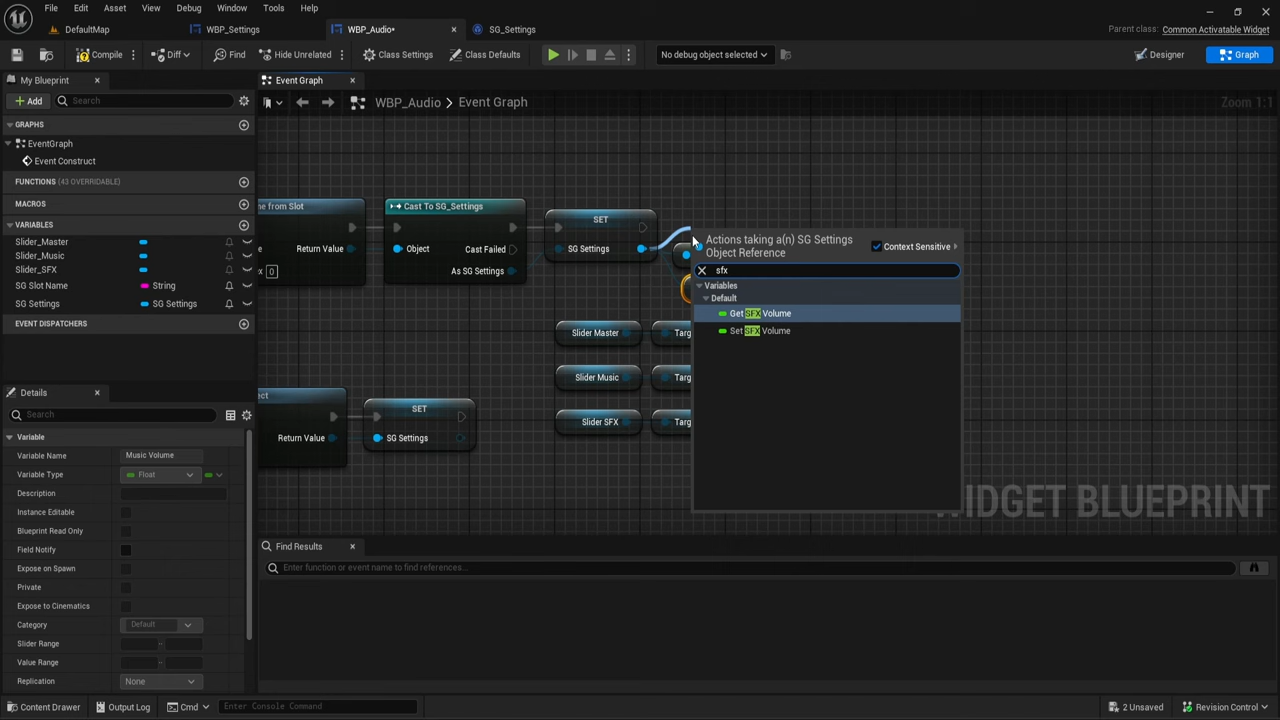 File Edit Asset View Debug Window Tools Help
DefaultMap WBP_Settings WBP_Audio• SG_Settings Parent class: Common Activatable Widget
Compile Diff Find Hide Unrelated Class Settings Class Defaults No debug object selected Designer Graph
My Blueprint Event Graph
Add Search WBP_Audio > Event Graph Zoom 1:1
GRAPHS
EventGraph
Event Construct
FUNCTIONS (43 OVERRIDABLE)
MACROS
VARIABLES
Slider_Master
Slider_Music
Slider_SFX
SG Slot Name String
SG Settings SG Settings
EVENT DISPATCHERS
me from Slot
Return Value
x 0
Cast To SG_Settings
Object Cast Failed
As SG Settings
SET
SG Settings
Actions taking a(n) SG Settings
Object Reference
Context Sensitive
sfx
Variables
Default
Get SFX Volume
Set SFX Volume
Slider Master Targ
Slider Music Targ
Slider SFX Targ
ect
Return Value
SET
SG Settings
WIDGET BLUEPRINT
Details
Search
Variable
Variable Name Music Volume
Variable Type Float
Description
Instance Editable
Blueprint Read Only
Field Notify
Expose on Spawn
Private
Expose to Cinematics
Category Default
Slider Range
Value Range
Replication None
Find Results
Enter function or event name to find references...
Content Drawer Output Log Cmd Enter Console Command 2 Unsaved Revision Control